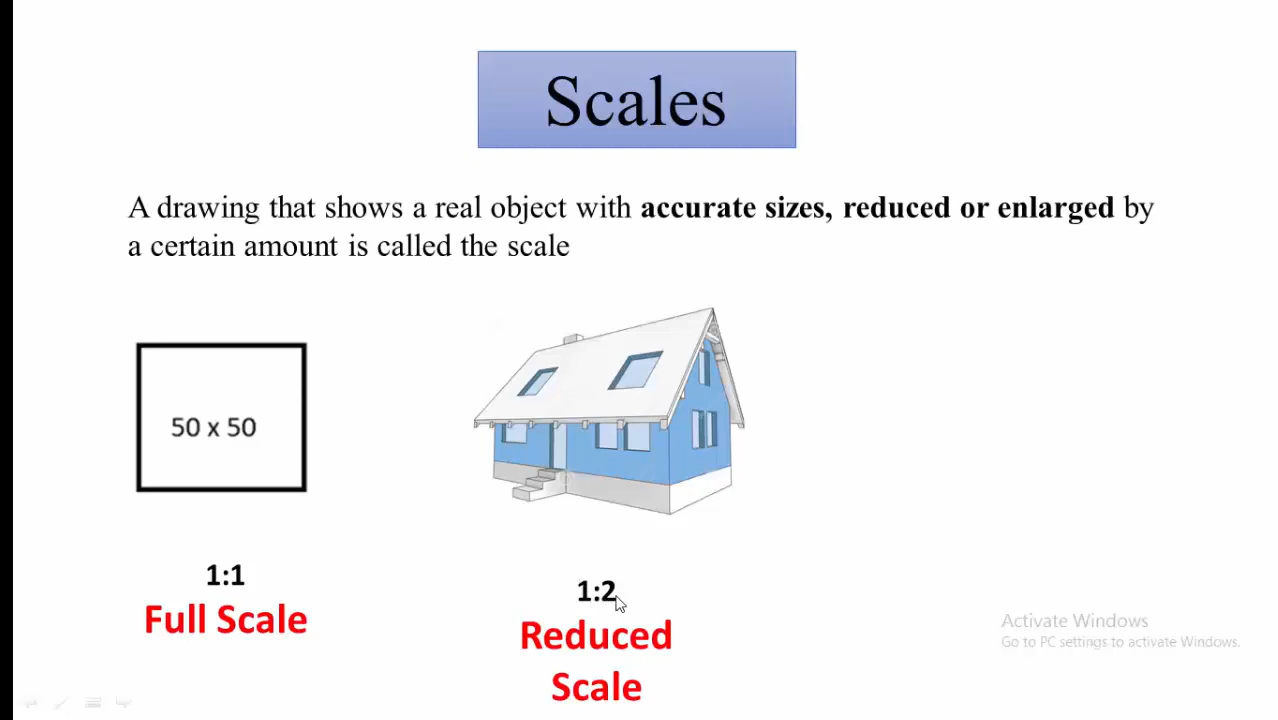 Scales
A drawing that shows a real object with accurate sizes, reduced or enlarged by
a certain amount is called the scale
50 x 50
1:1
Full Scale
1:2
Reduced
Scale
Activate Windows
Go to PC settings to activate Windows.